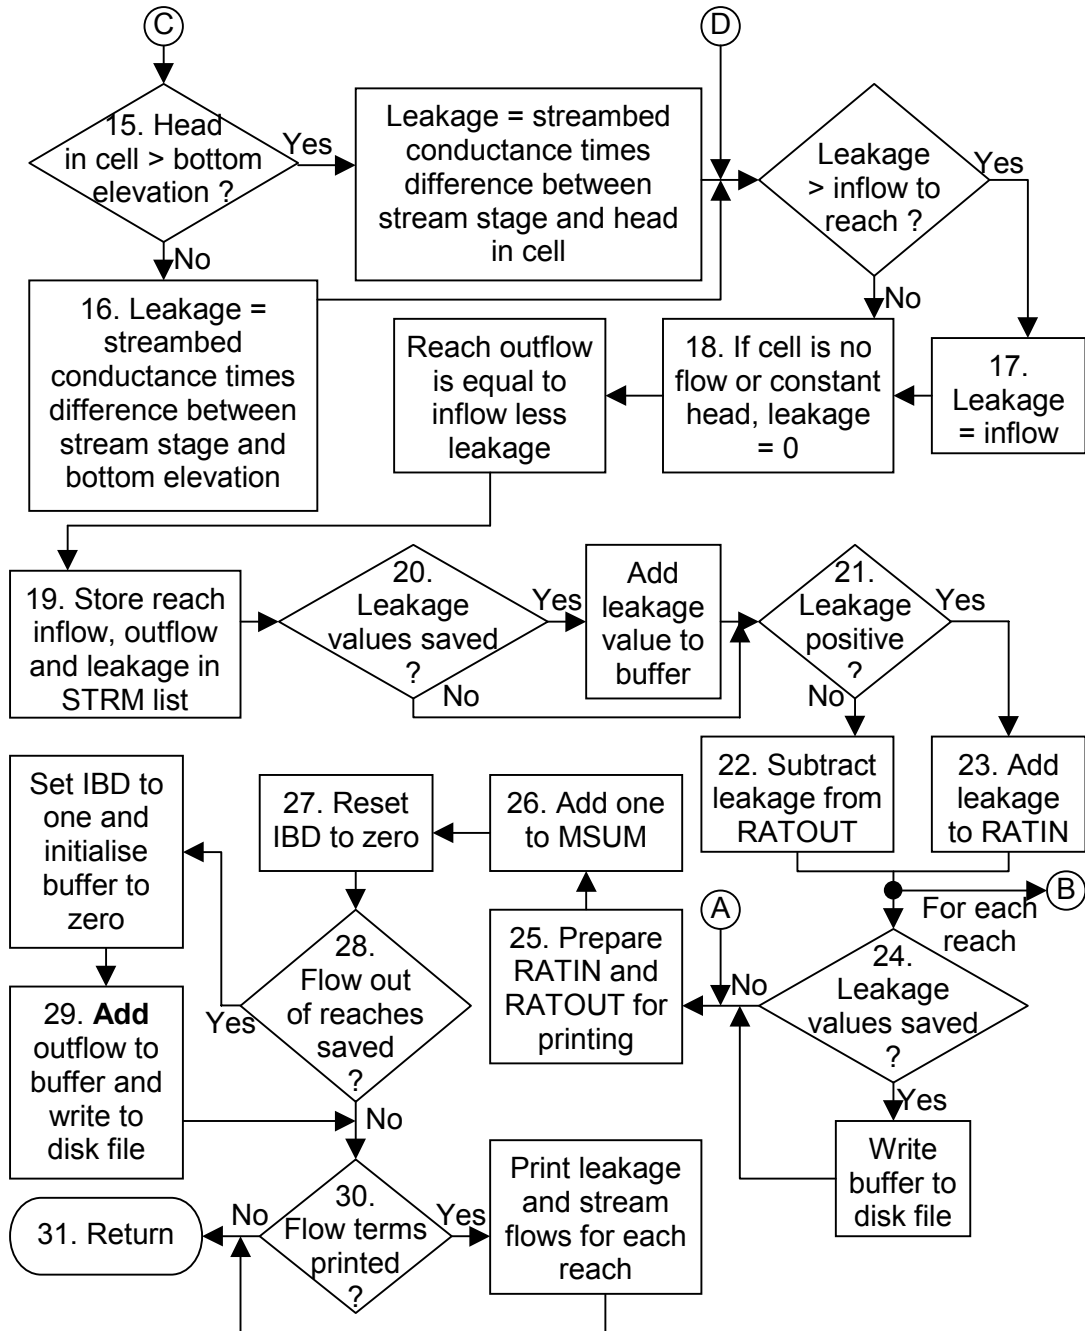 C
D
15. Head
in cell > bottom
elevation ?
Yes
No
Leakage = streambed
conductance times
difference between
stream stage and head
in cell
Leakage
> inflow to
reach ?
Yes
No
16. Leakage =
streambed
conductance times
difference between
stream stage and
bottom elevation
Reach outflow
is equal to
inflow less
leakage
18. If cell is no
flow or constant
head, leakage
= 0
17.
Leakage
= inflow
19. Store reach
inflow, outflow
and leakage in
STRM list
20.
Leakage
values saved
?
Yes
No
Add
leakage
value to
buffer
21.
Leakage
positive
?
Yes
No
22. Subtract
leakage from
RATOUT
23. Add
leakage
to RATIN
Set IBD to
one and
initialise
buffer to
zero
27. Reset
IBD to zero
26. Add one
to MSUM
A
B
For each
reach
25. Prepare
RATIN and
RATOUT for
printing
No
24.
Leakage
values saved
?
Yes
28.
Flow out
of reaches
saved
?
Yes
No
29. Add
outflow to
buffer and
write to
disk file
Write
buffer to
disk file
31. Return
No
30.
Flow terms
printed
?
Yes
Print leakage
and stream
flows for each
reach